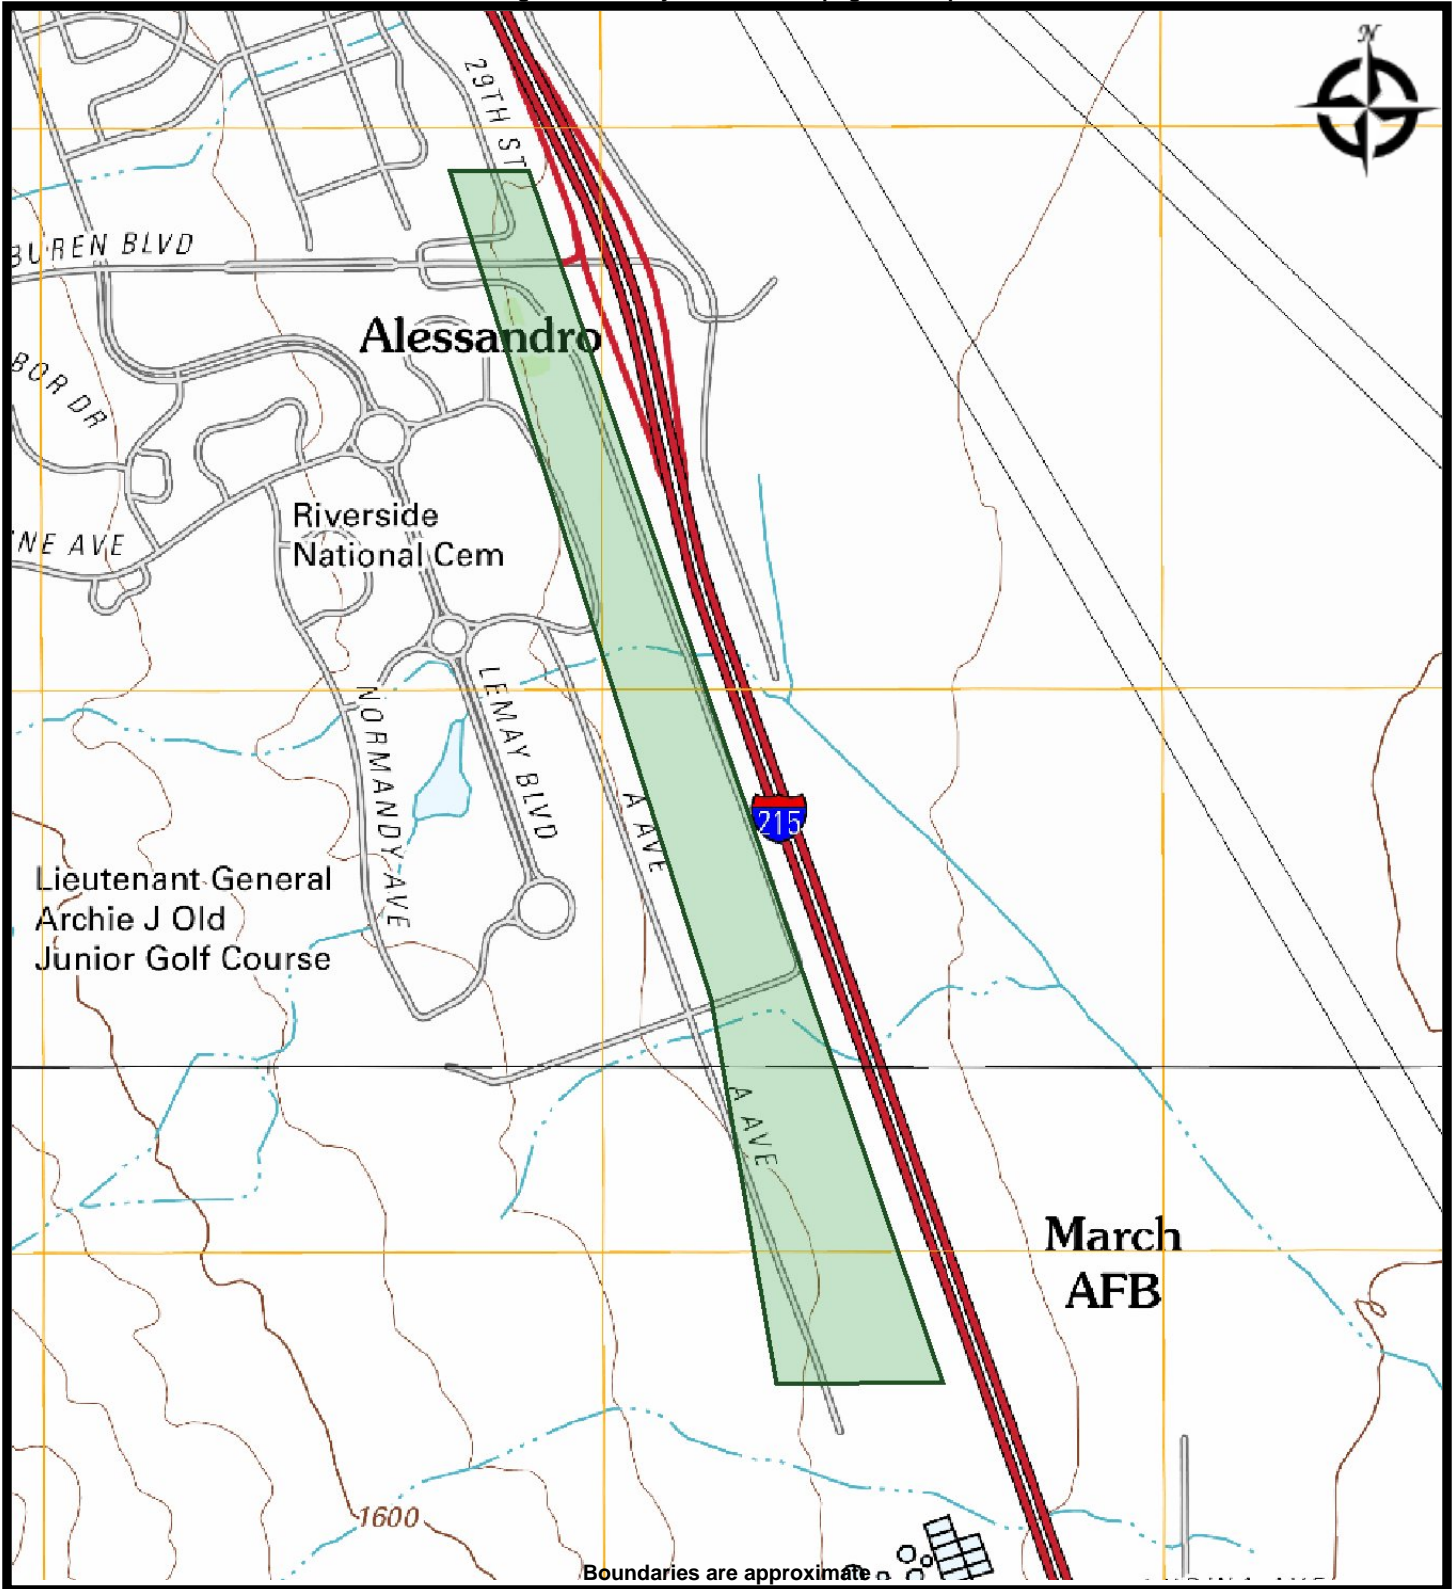 N
29TH ST
BUREN BLVD
Alessandro
BOR DR
Riverside
National Cem
NE AVE
LEMAY BLVD
NORMANDY AVE
A AVE
215
Lieutenant General
Archie J Old
Junior Golf Course
A AVE
March
AFB
1600
Boundaries are approximate